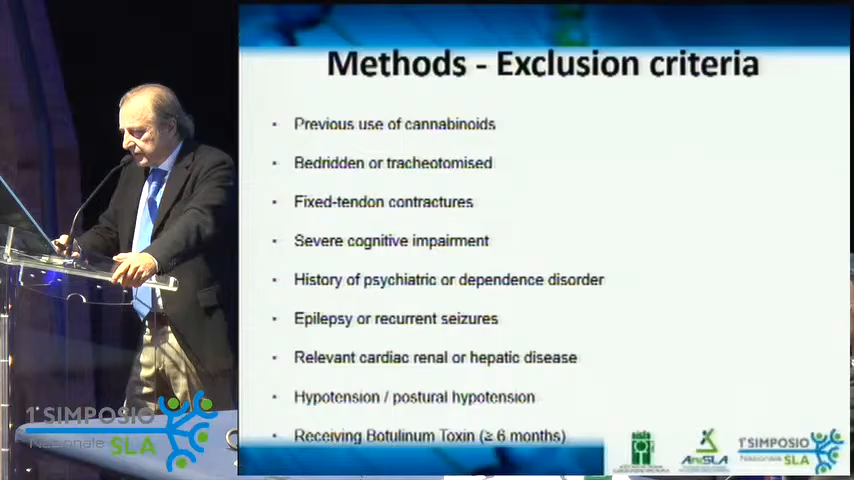 Methods - Exclusion criteria
Previous use of cannabinoids
Bedridden or tracheotomised
Fixed-tendon contractures
Severe cognitive impairment
History of psychiatric or dependence disorder
Epilepsy or recurrent seizures
Relevant cardiac renal or hepatic disease
Hypotension / postural hypotension
Receiving Botulinum Toxin (≥ 6 months)
1°SIMPOSIO
Nazionale SLA
aisla
AriSLA
1°SIMPOSIO
Nazionale SLA